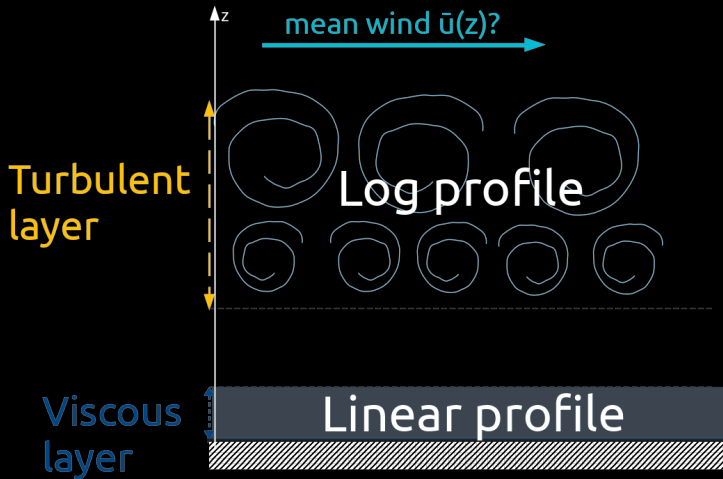 z
mean wind ū(z)?
Turbulent
layer
Log profile
Viscous
layer
Linear profile